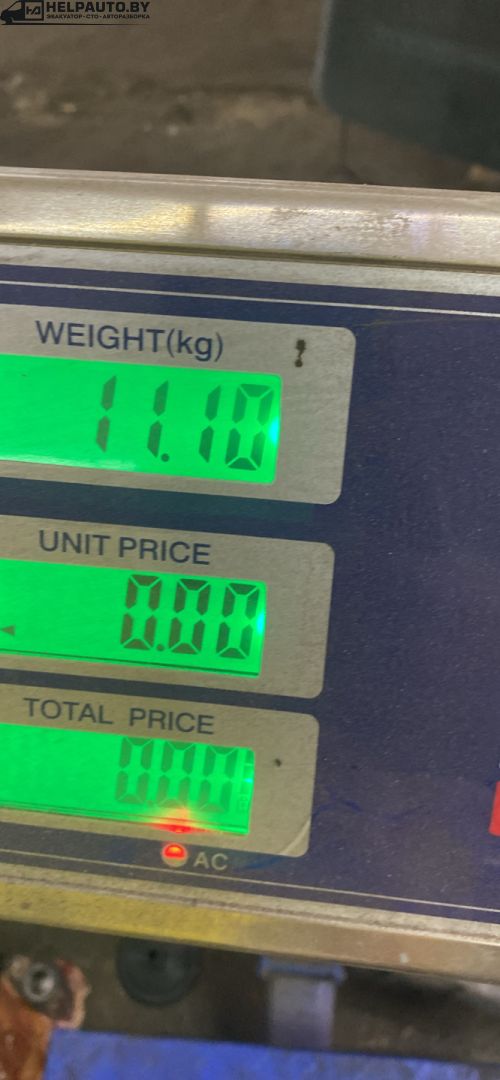 HELPAUTO.BY
ЭВАКУАТОР·СТО·АВТОРАЗБОРКА
WEIGHT(kg)
11.10
UNIT PRICE
0.00
TOTAL PRICE
0.00
AC